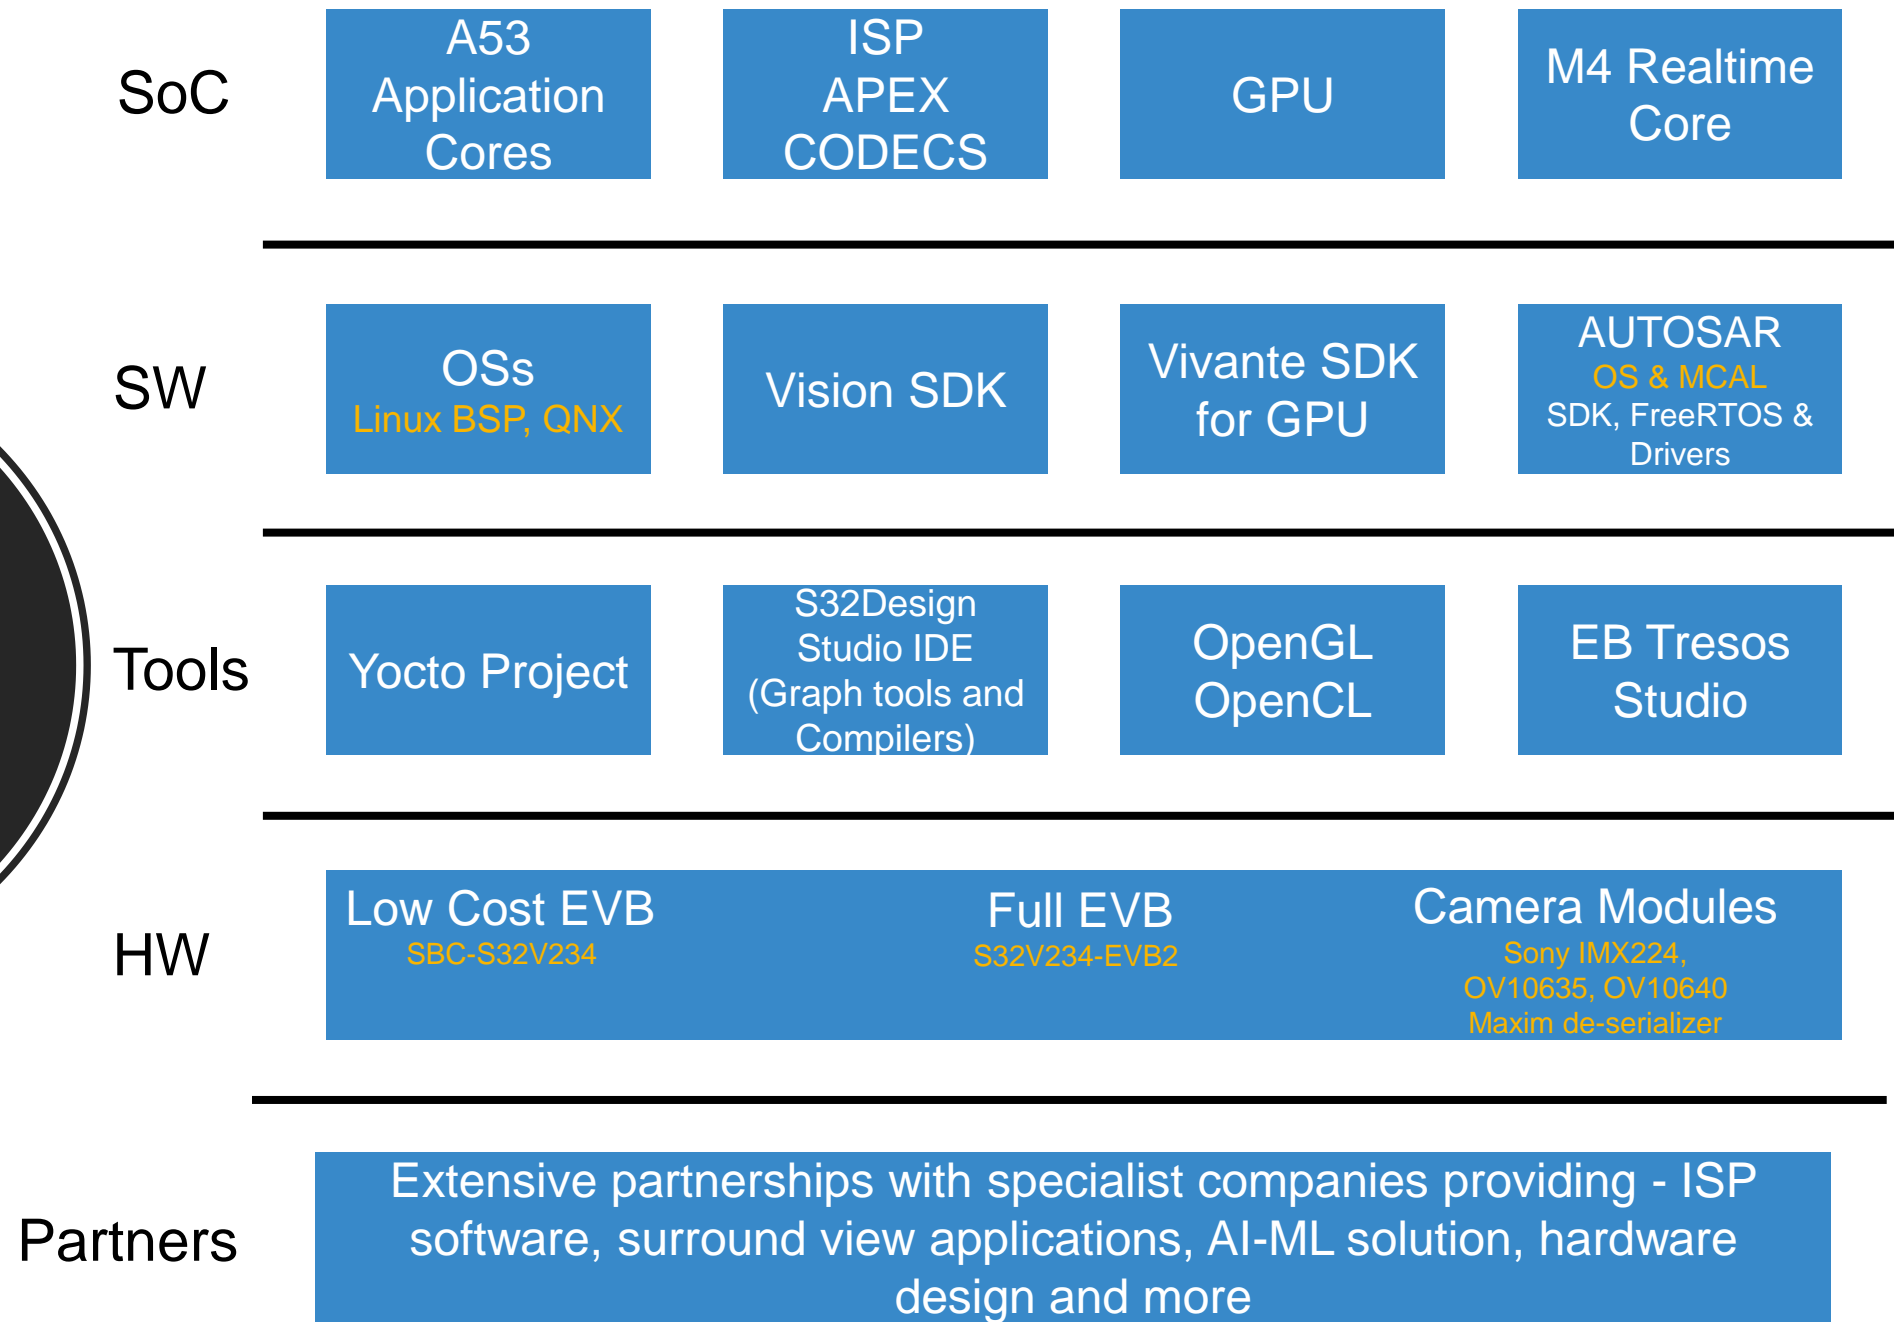 SoC
A53
Application
Cores
ISP
APEX
CODECS
GPU
M4 Realtime
Core
SW
OSs
Linux BSP, QNX
Vision SDK
Vivante SDK
for GPU
AUTOSAR
OS & MCAL
SDK, FreeRTOS &
Drivers
Tools
Yocto Project
S32Design
Studio IDE
(Graph tools and
Compilers)
OpenGL
OpenCL
EB Tresos
Studio
HW
Low Cost EVB
SBC-S32V234
Full EVB
S32V234-EVB2
Camera Modules
Sony IMX224,
OV10635, OV10640
Maxim de-serializer
Partners
Extensive partnerships with specialist companies providing - ISP
software, surround view applications, AI-ML solution, hardware
design and more